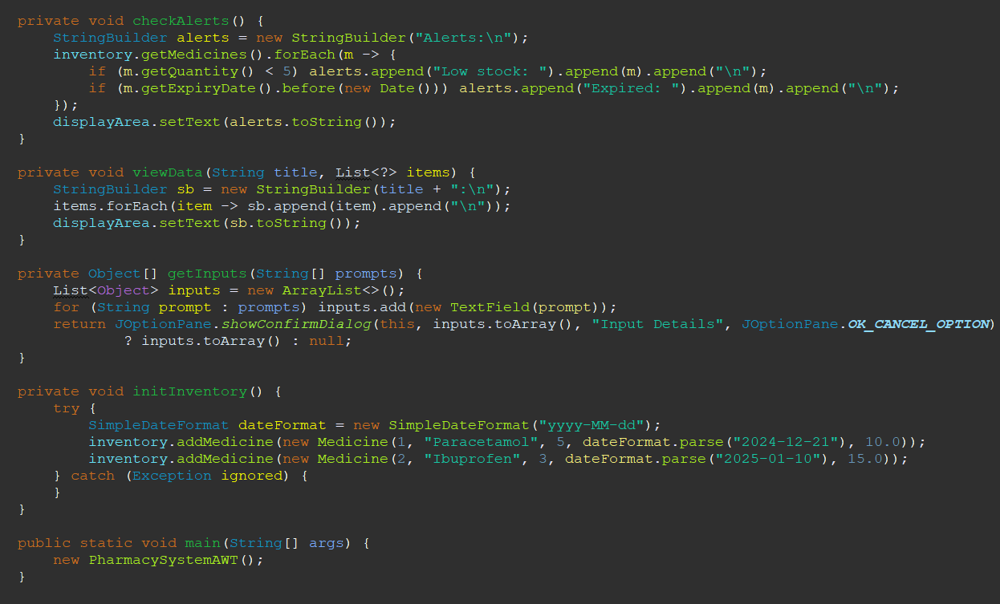 private void checkAlerts() {
    StringBuilder alerts = new StringBuilder("Alerts:\n");
    inventory.getMedicines().forEach(m -> {
        if (m.getQuantity() < 5) alerts.append("Low stock: ").append(m).append("\n");
        if (m.getExpiryDate().before(new Date())) alerts.append("Expired: ").append(m).append("\n");
    });
    displayArea.setText(alerts.toString());
}

private void viewData(String title, List<?> items) {
    StringBuilder sb = new StringBuilder(title + ":\n");
    items.forEach(item -> sb.append(item).append("\n"));
    displayArea.setText(sb.toString());
}

private Object[] getInputs(String[] prompts) {
    List<Object> inputs = new ArrayList<>();
    for (String prompt : prompts) inputs.add(new TextField(prompt));
    return JOptionPane.showConfirmDialog(this, inputs.toArray(), "Input Details", JOptionPane.OK_CANCEL_OPTION)
            ? inputs.toArray() : null;
}

private void initInventory() {
    try {
        SimpleDateFormat dateFormat = new SimpleDateFormat("yyyy-MM-dd");
        inventory.addMedicine(new Medicine(1, "Paracetamol", 5, dateFormat.parse("2024-12-21"), 10.0));
        inventory.addMedicine(new Medicine(2, "Ibuprofen", 3, dateFormat.parse("2025-01-10"), 15.0));
    } catch (Exception ignored) {
    }
}

public static void main(String[] args) {
    new PharmacySystemAWT();
}